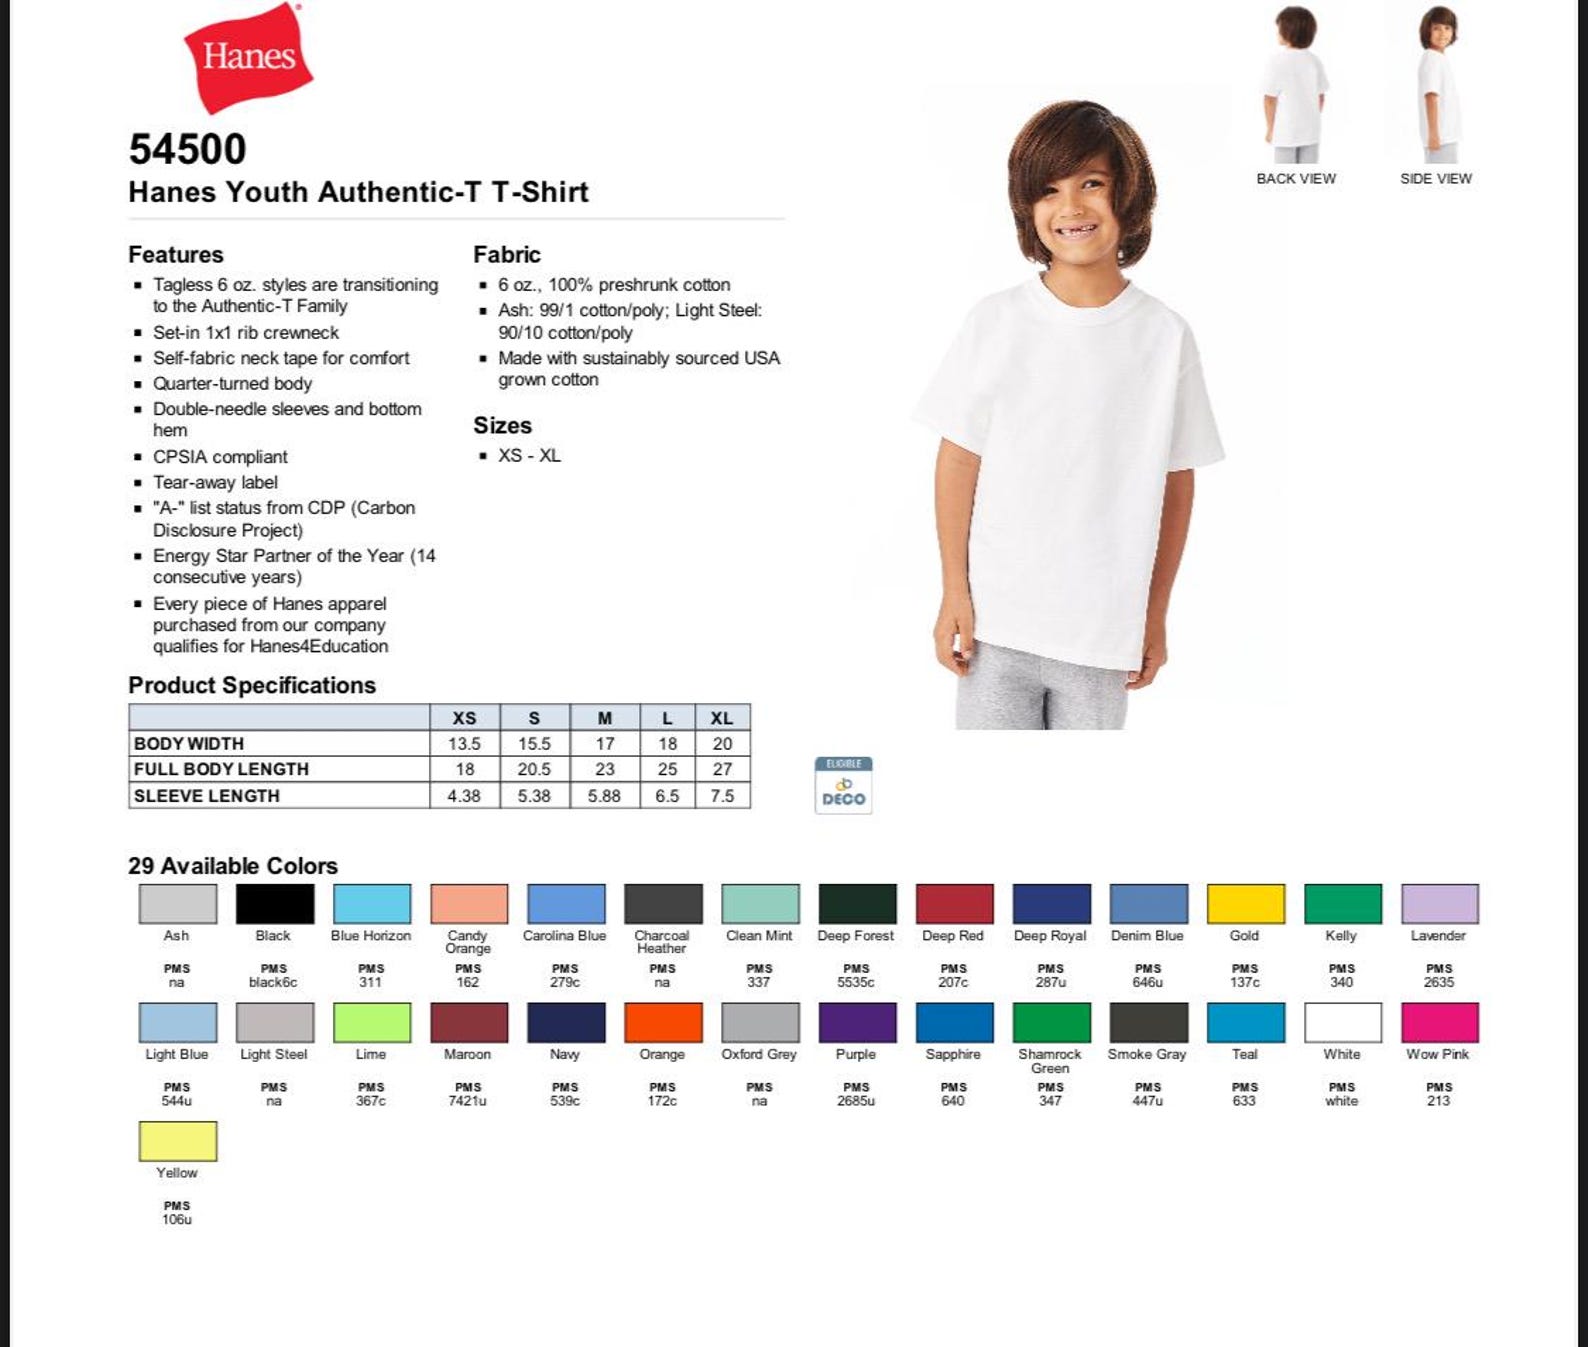 Hanes
54500
Hanes Youth Authentic-T T-Shirt
BACK VIEW
SIDE VIEW
Features
▪ Tagless 6 oz. styles are transitioning
to the Authentic-T Family
▪ Set-in 1x1 rib crewneck
▪ Self-fabric neck tape for comfort
▪ Quarter-turned body
▪ Double-needle sleeves and bottom
hem
▪ CPSIA compliant
▪ Tear-away label
▪ "A-" list status from CDP (Carbon
Disclosure Project)
▪ Energy Star Partner of the Year (14
consecutive years)
▪ Every piece of Hanes apparel
purchased from our company
qualifies for Hanes4Education
Fabric
▪ 6 oz., 100% preshrunk cotton
▪ Ash: 99/1 cotton/poly; Light Steel:
90/10 cotton/poly
▪ Made with sustainably sourced USA
grown cotton
Sizes
▪ XS - XL
Product Specifications
XS S M L XL
BODY WIDTH 13.5 15.5 17 18 20
FULL BODY LENGTH 18 20.5 23 25 27
SLEEVE LENGTH 4.38 5.38 5.88 6.5 7.5
ELIGIBLE
DECO
29 Available Colors
Ash Black Blue Horizon Candy Orange Carolina Blue Charcoal Heather Clean Mint Deep Forest Deep Red Deep Royal Denim Blue Gold Kelly Lavender
PMS PMS PMS PMS PMS PMS PMS PMS PMS PMS PMS PMS PMS PMS
na black6c 311 162 279c na 337 5535c 207c 287u 646u 137c 340 2635
Light Blue Light Steel Lime Maroon Navy Orange Oxford Grey Purple Sapphire Shamrock Green Smoke Gray Teal White Wow Pink
PMS PMS PMS PMS PMS PMS PMS PMS PMS PMS PMS PMS PMS PMS
544u na 367c 7421u 539c 172c na 2685u 640 347 447u 633 white 213
Yellow
PMS
106u